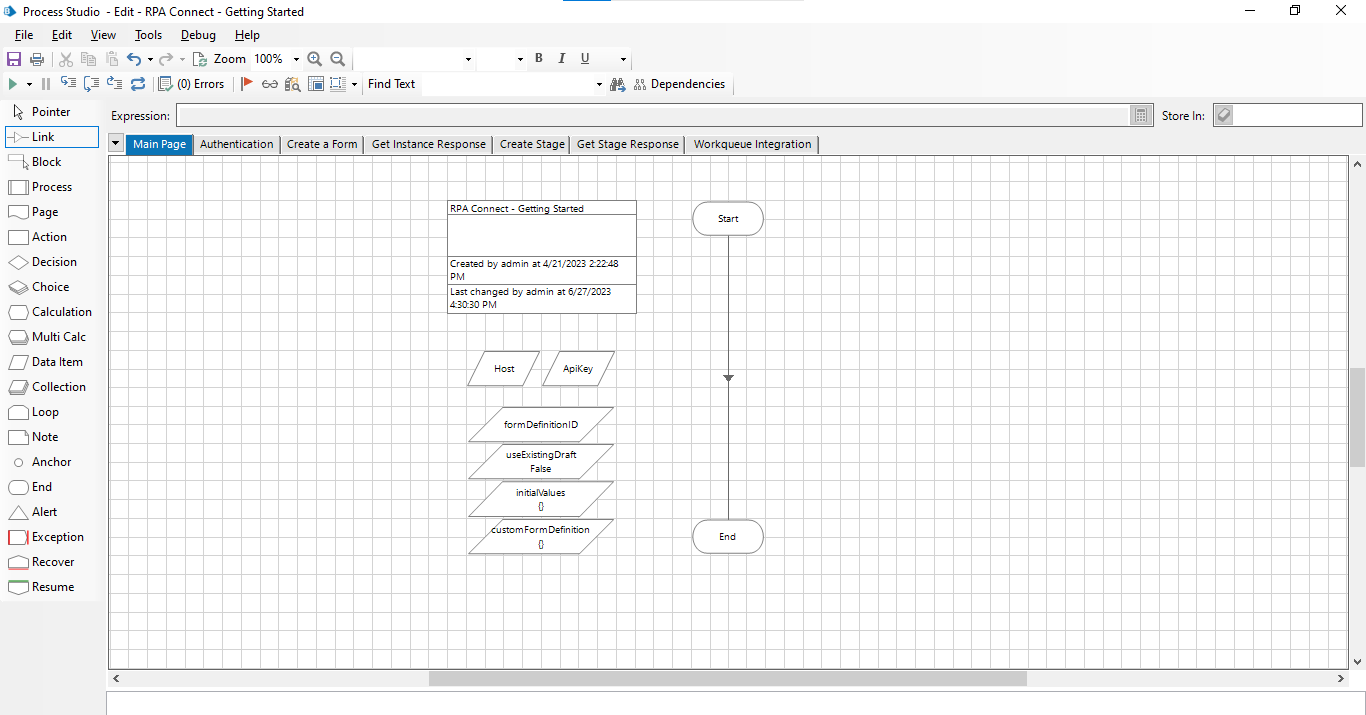 Process Studio - Edit - RPA Connect - Getting Started
File Edit View Tools Debug Help
Zoom 100% B I U
(0) Errors Find Text Dependencies
Pointer
Link
Block
Process
Page
Action
Decision
Choice
Calculation
Multi Calc
Data Item
Collection
Loop
Note
Anchor
End
Alert
Exception
Recover
Resume
Expression: Store In:
Main Page Authentication Create a Form Get Instance Response Create Stage Get Stage Response Workqueue Integration
RPA Connect - Getting Started
Created by admin at 4/21/2023 2:22:48
PM
Last changed by admin at 6/27/2023
4:30:30 PM
Host ApiKey
formDefinitionID
useExistingDraft
False
initialValues
{}
customFormDefinition
{}
Start
End